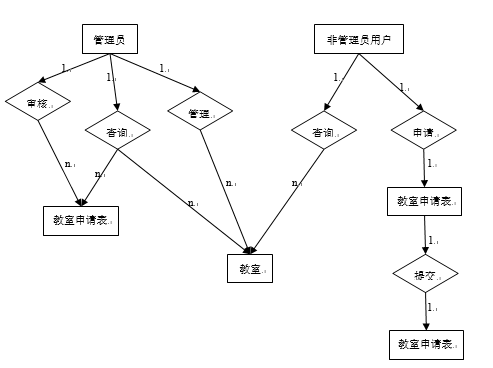 管理员
非管理员用户
1.
1.
1.
1.
1.
审核
查询
管理
查询
申请
n.
n.
n.
n.
n.
1.
教室申请表
教室申请表
1.
教室
提交
1.
教室申请表